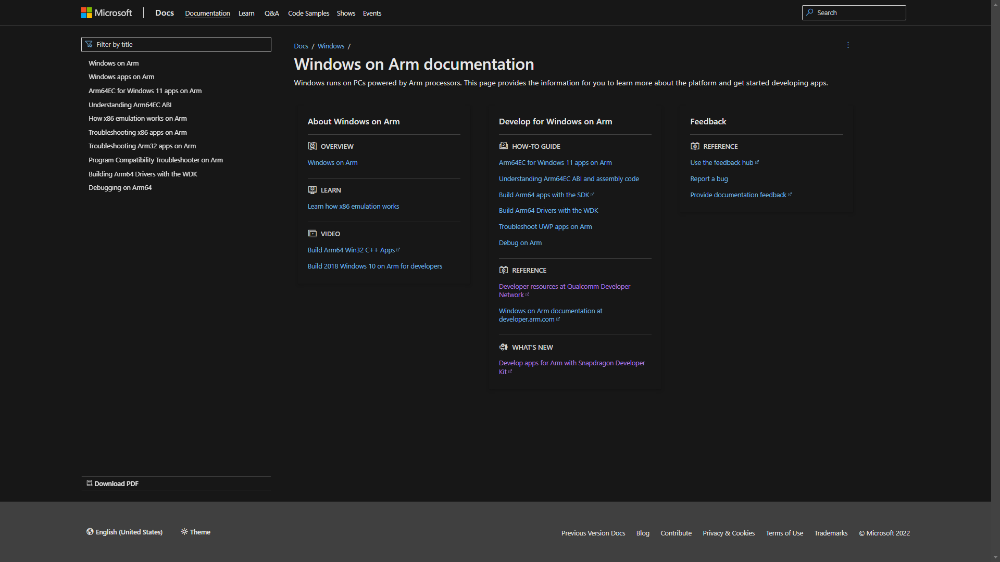 Microsoft
Docs
Documentation
Learn
Q&A
Code Samples
Shows
Events
Search
Filter by title
Windows on Arm
Windows apps on Arm
Arm64EC for Windows 11 apps on Arm
Understanding Arm64EC ABI
How x86 emulation works on Arm
Troubleshooting x86 apps on Arm
Troubleshooting Arm32 apps on Arm
Program Compatibility Troubleshooter on Arm
Building Arm64 Drivers with the WDK
Debugging on Arm64
Download PDF
Docs / Windows /
Windows on Arm documentation
Windows runs on PCs powered by Arm processors. This page provides the information for you to learn more about the platform and get started developing apps.
About Windows on Arm
OVERVIEW
Windows on Arm
LEARN
Learn how x86 emulation works
VIDEO
Build Arm64 Win32 C++ Apps
Build 2018 Windows 10 on Arm for developers
Develop for Windows on Arm
HOW-TO GUIDE
Arm64EC for Windows 11 apps on Arm
Understanding Arm64EC ABI and assembly code
Build Arm64 apps with the SDK
Build Arm64 Drivers with the WDK
Troubleshoot UWP apps on Arm
Debug on Arm
REFERENCE
Developer resources at Qualcomm Developer
Network
Windows on Arm documentation at
developer.arm.com
WHAT'S NEW
Develop apps for Arm with Snapdragon Developer
Kit
Feedback
REFERENCE
Use the feedback hub
Report a bug
Provide documentation feedback
English (United States)
Theme
Previous Version Docs
Blog
Contribute
Privacy & Cookies
Terms of Use
Trademarks
© Microsoft 2022